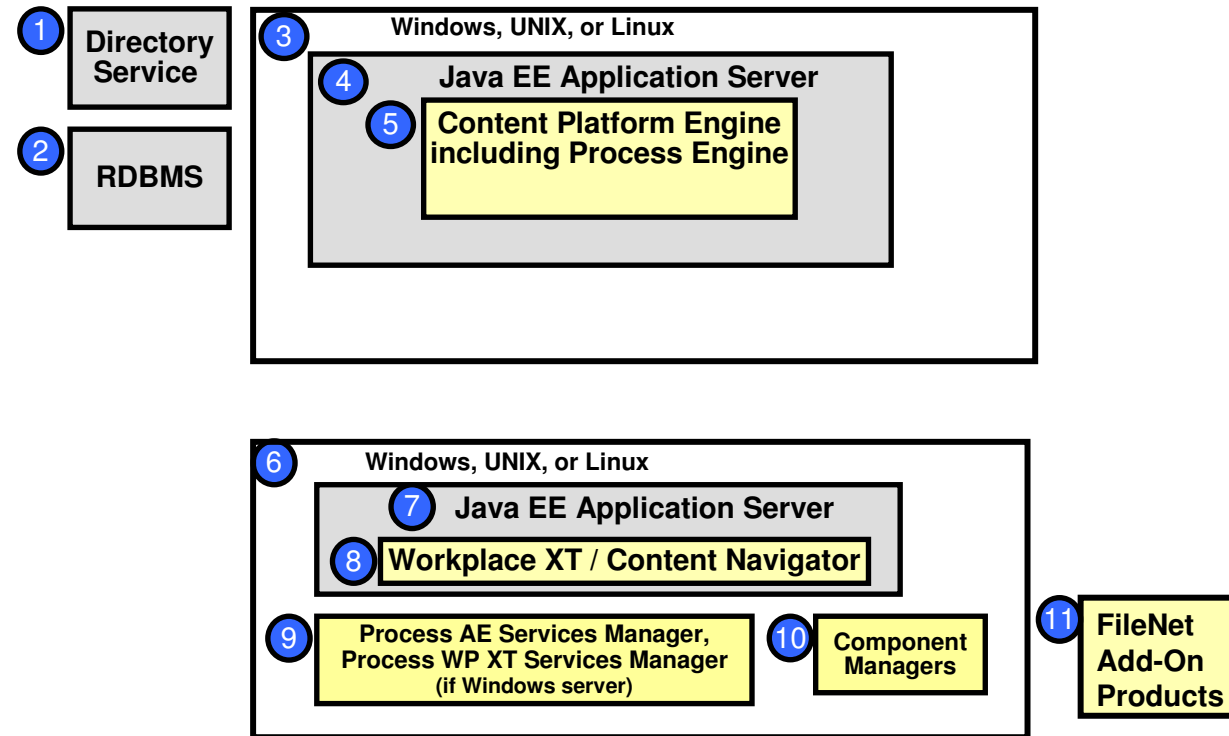 1
Directory
Service
2
RDBMS
3
Windows, UNIX, or Linux
4
Java EE Application Server
5
Content Platform Engine
including Process Engine
6
Windows, UNIX, or Linux
7
Java EE Application Server
8
Workplace XT / Content Navigator
9
Process AE Services Manager,
Process WP XT Services Manager
(if Windows server)
10
Component
Managers
11
FileNet
Add-On
Products